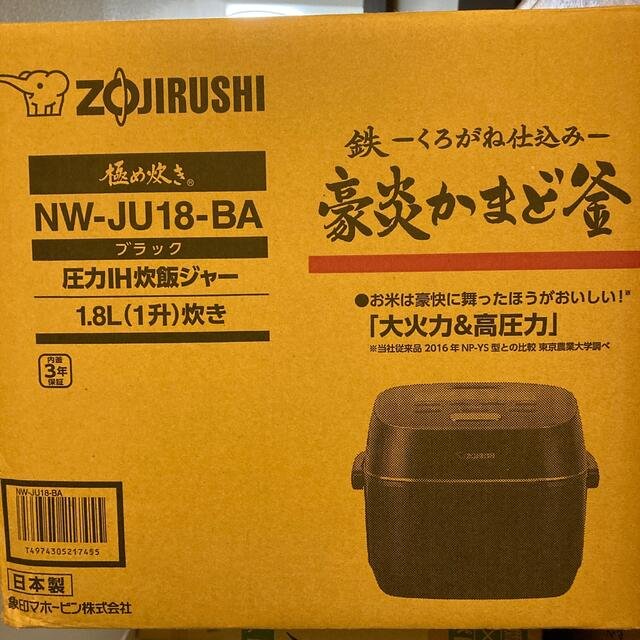 ZOJIRUSHI
極め炊き®
NW-JU18-BA
ブラック
圧力IH炊飯ジャー
1.8L(1升)炊き
内釜
3年
保証
鉄ーくろがね仕込みー
豪炎かまど釜
●お米は豪快に舞ったほうがおいしい!※
「大火力&高圧力」
※当社従来品 2016年 NP-YS型との比較 東京農業大学調べ
ZOJIRUSHI
NW-JU18-BA
T4974305217455
日本製
象印マホービン株式会社